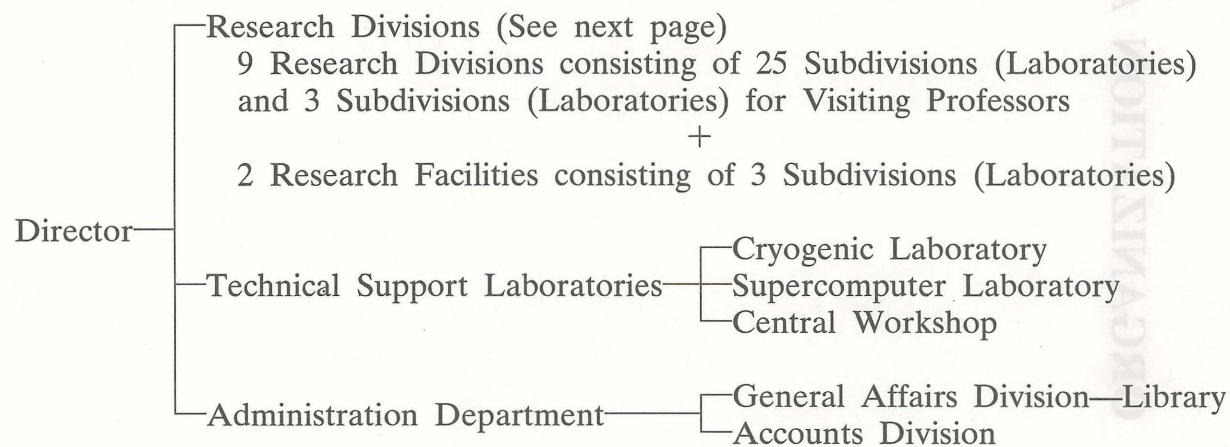 Research Divisions (See next page)
9 Research Divisions consisting of 25 Subdivisions (Laboratories)
and 3 Subdivisions (Laboratories) for Visiting Professors
+
2 Research Facilities consisting of 3 Subdivisions (Laboratories)
Director
Cryogenic Laboratory
Technical Support Laboratories
Supercomputer Laboratory
Central Workshop
General Affairs Division—Library
Administration Department
Accounts Division